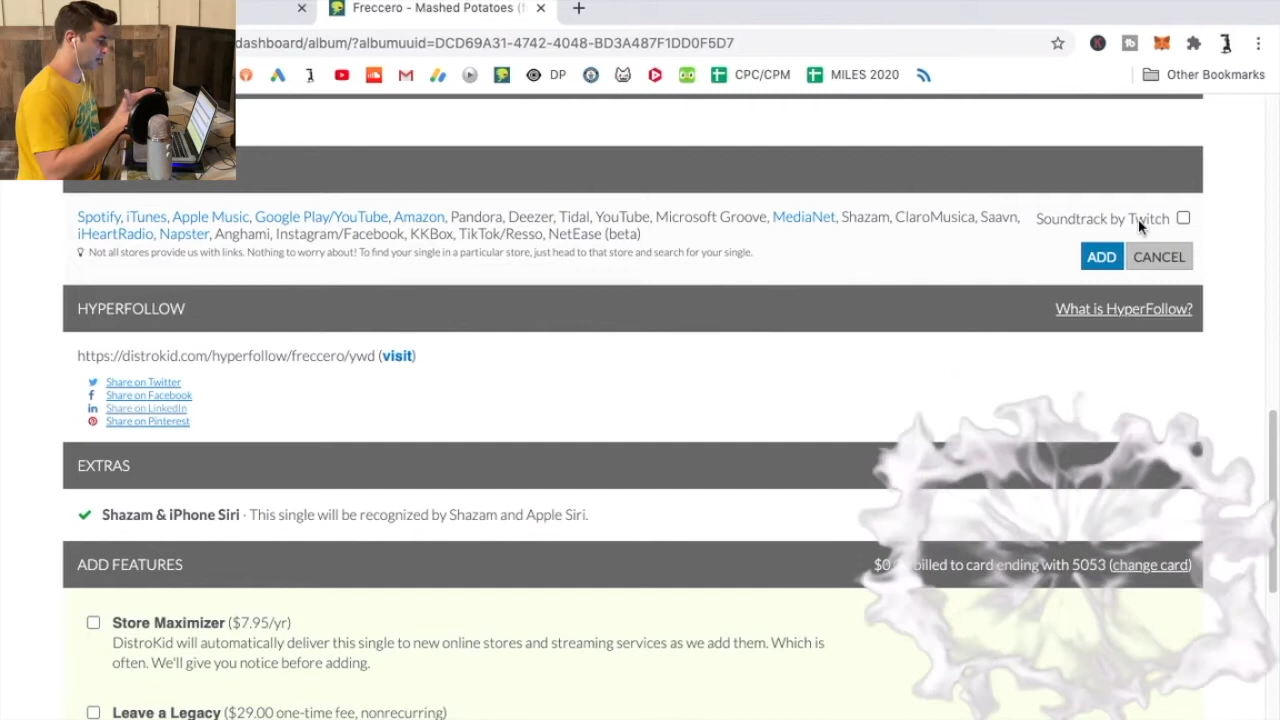 Freccero - Mashed Potatoes (f
dashboard/album/?albumuuid=DCD69A31-4742-4048-BD3A487F1DD0F5D7
DP CPC/CPM MILES 2020 Other Bookmarks
Spotify, iTunes, Apple Music, Google Play/YouTube, Amazon, Pandora, Deezer, Tidal, YouTube, Microsoft Groove, MediaNet, Shazam, ClaroMusica, Saavn,
iHeartRadio, Napster, Anghami, Instagram/Facebook, KKBox, TikTok/Resso, NetEase (beta)
Not all stores provide us with links. Nothing to worry about! To find your single in a particular store, just head to that store and search for your single.
Soundtrack by Twitch
ADD CANCEL
HYPERFOLLOW What is HyperFollow?
https://distrokid.com/hyperfollow/freccero/ywd (visit)
Share on Twitter
Share on Facebook
Share on LinkedIn
Share on Pinterest
EXTRAS
Shazam & iPhone Siri · This single will be recognized by Shazam and Apple Siri.
ADD FEATURES billed to card ending with 5053 (change card)
Store Maximizer ($7.95/yr)
DistroKid will automatically deliver this single to new online stores and streaming services as we add them. Which is
often. We'll give you notice before adding.
Leave a Legacy ($29.00 one-time fee, nonrecurring)